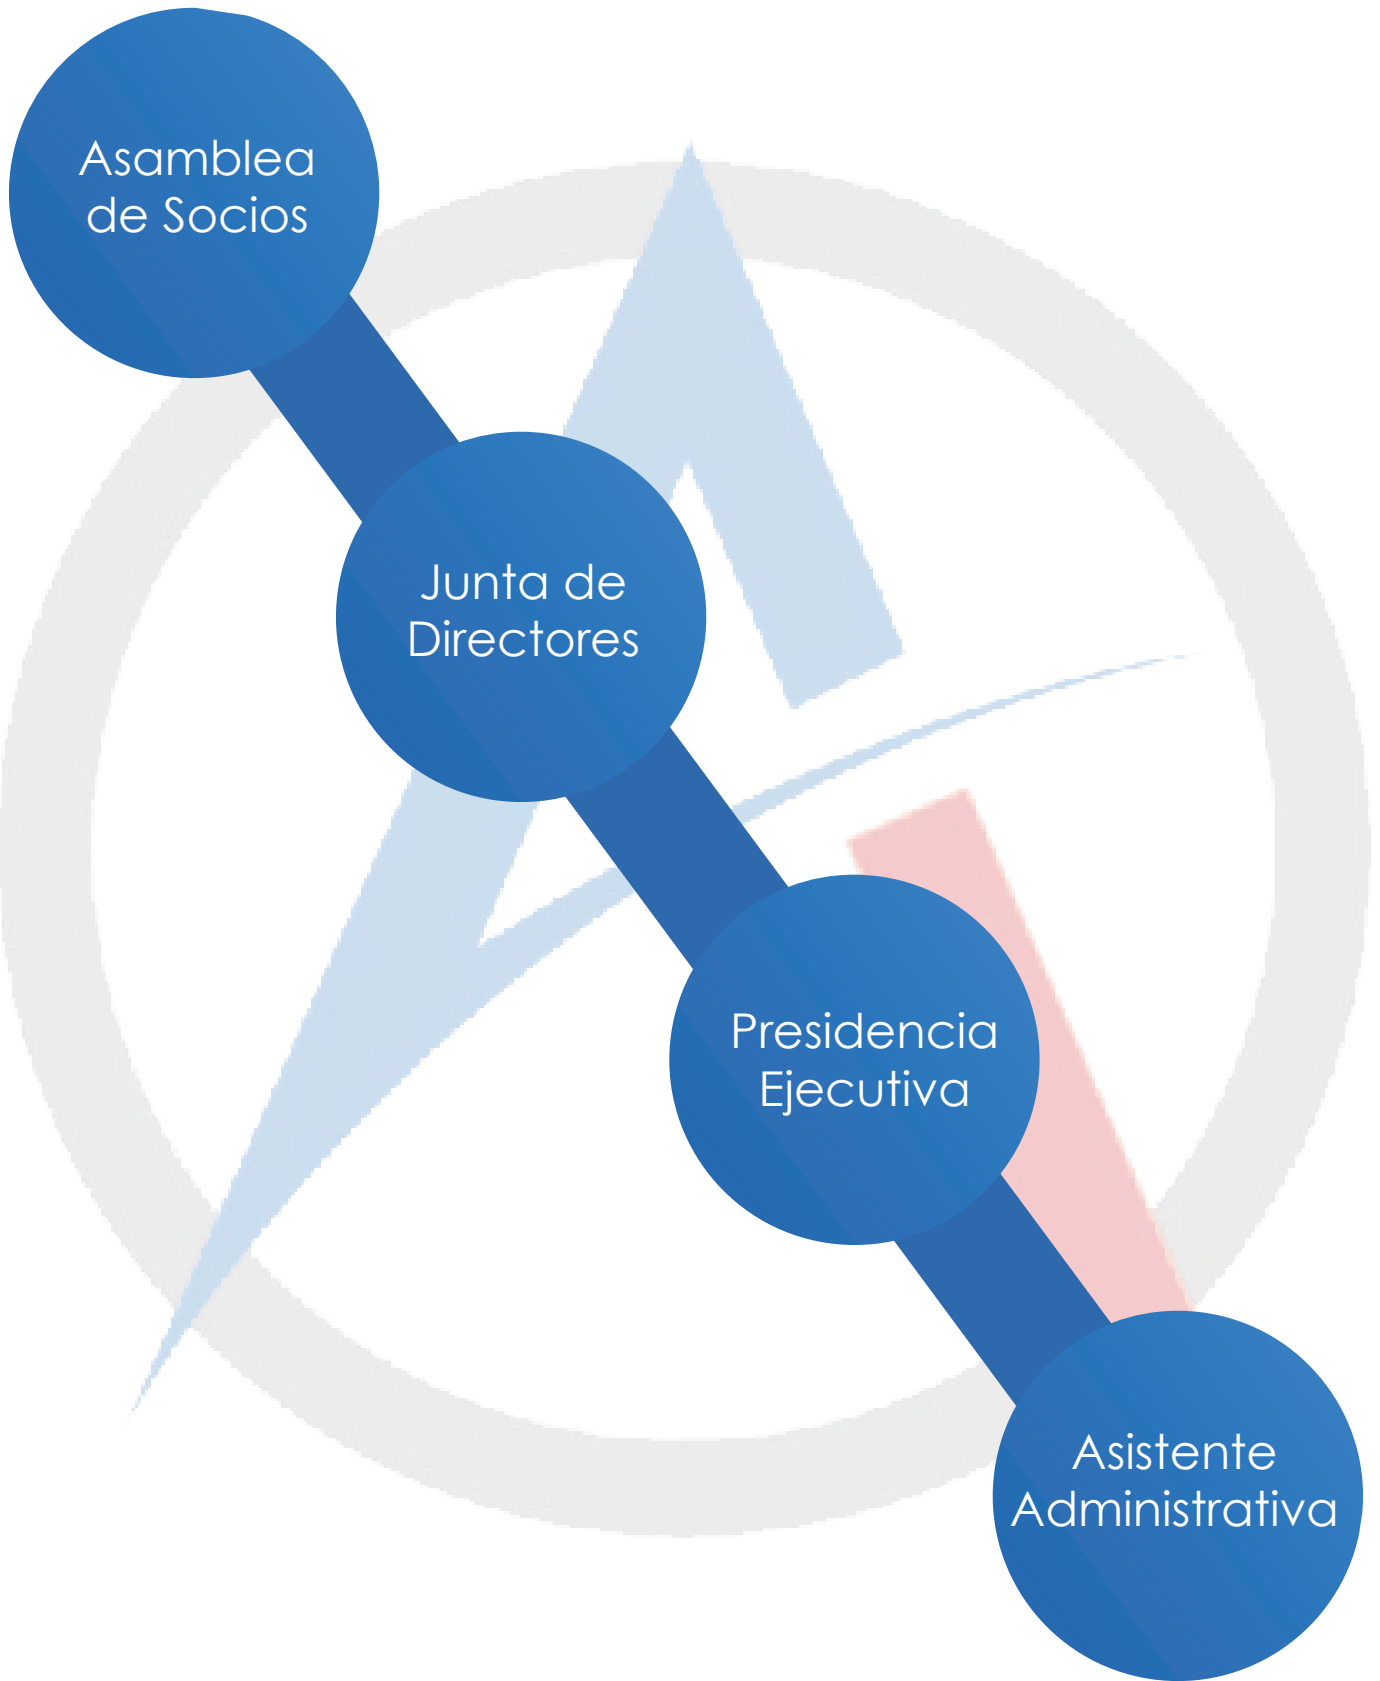 Asamblea
de Socios
Junta de
Directores
Presidencia
Ejecutiva
Asistente
Administrativa